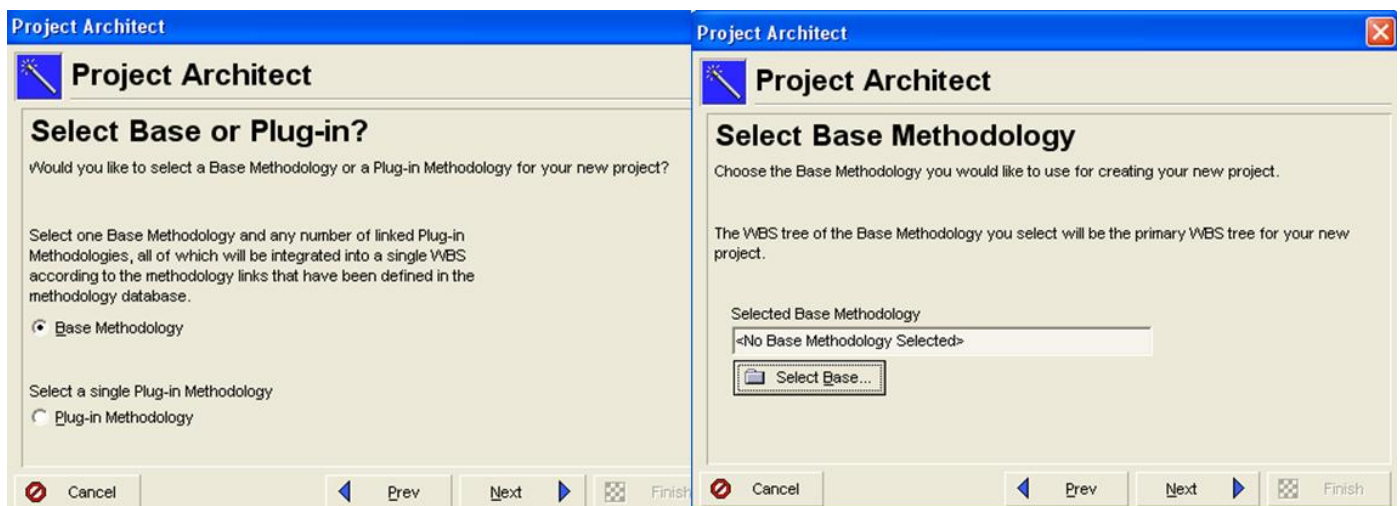 Project Architect
Project Architect
Select Base or Plug-in?
Would you like to select a Base Methodology or a Plug-in Methodology for your new project?
Select one Base Methodology and any number of linked Plug-in
Methodologies, all of which will be integrated into a single WBS
according to the methodology links that have been defined in the
methodology database.
Base Methodology
Select a single Plug-in Methodology
Plug-in Methodology
Cancel
Prev
Next
Finish
Project Architect
Project Architect
Select Base Methodology
Choose the Base Methodology you would like to use for creating your new project.
The WBS tree of the Base Methodology you select will be the primary WBS tree for your new
project.
Selected Base Methodology
<No Base Methodology Selected>
Select Base...
Cancel
Prev
Next
Finish